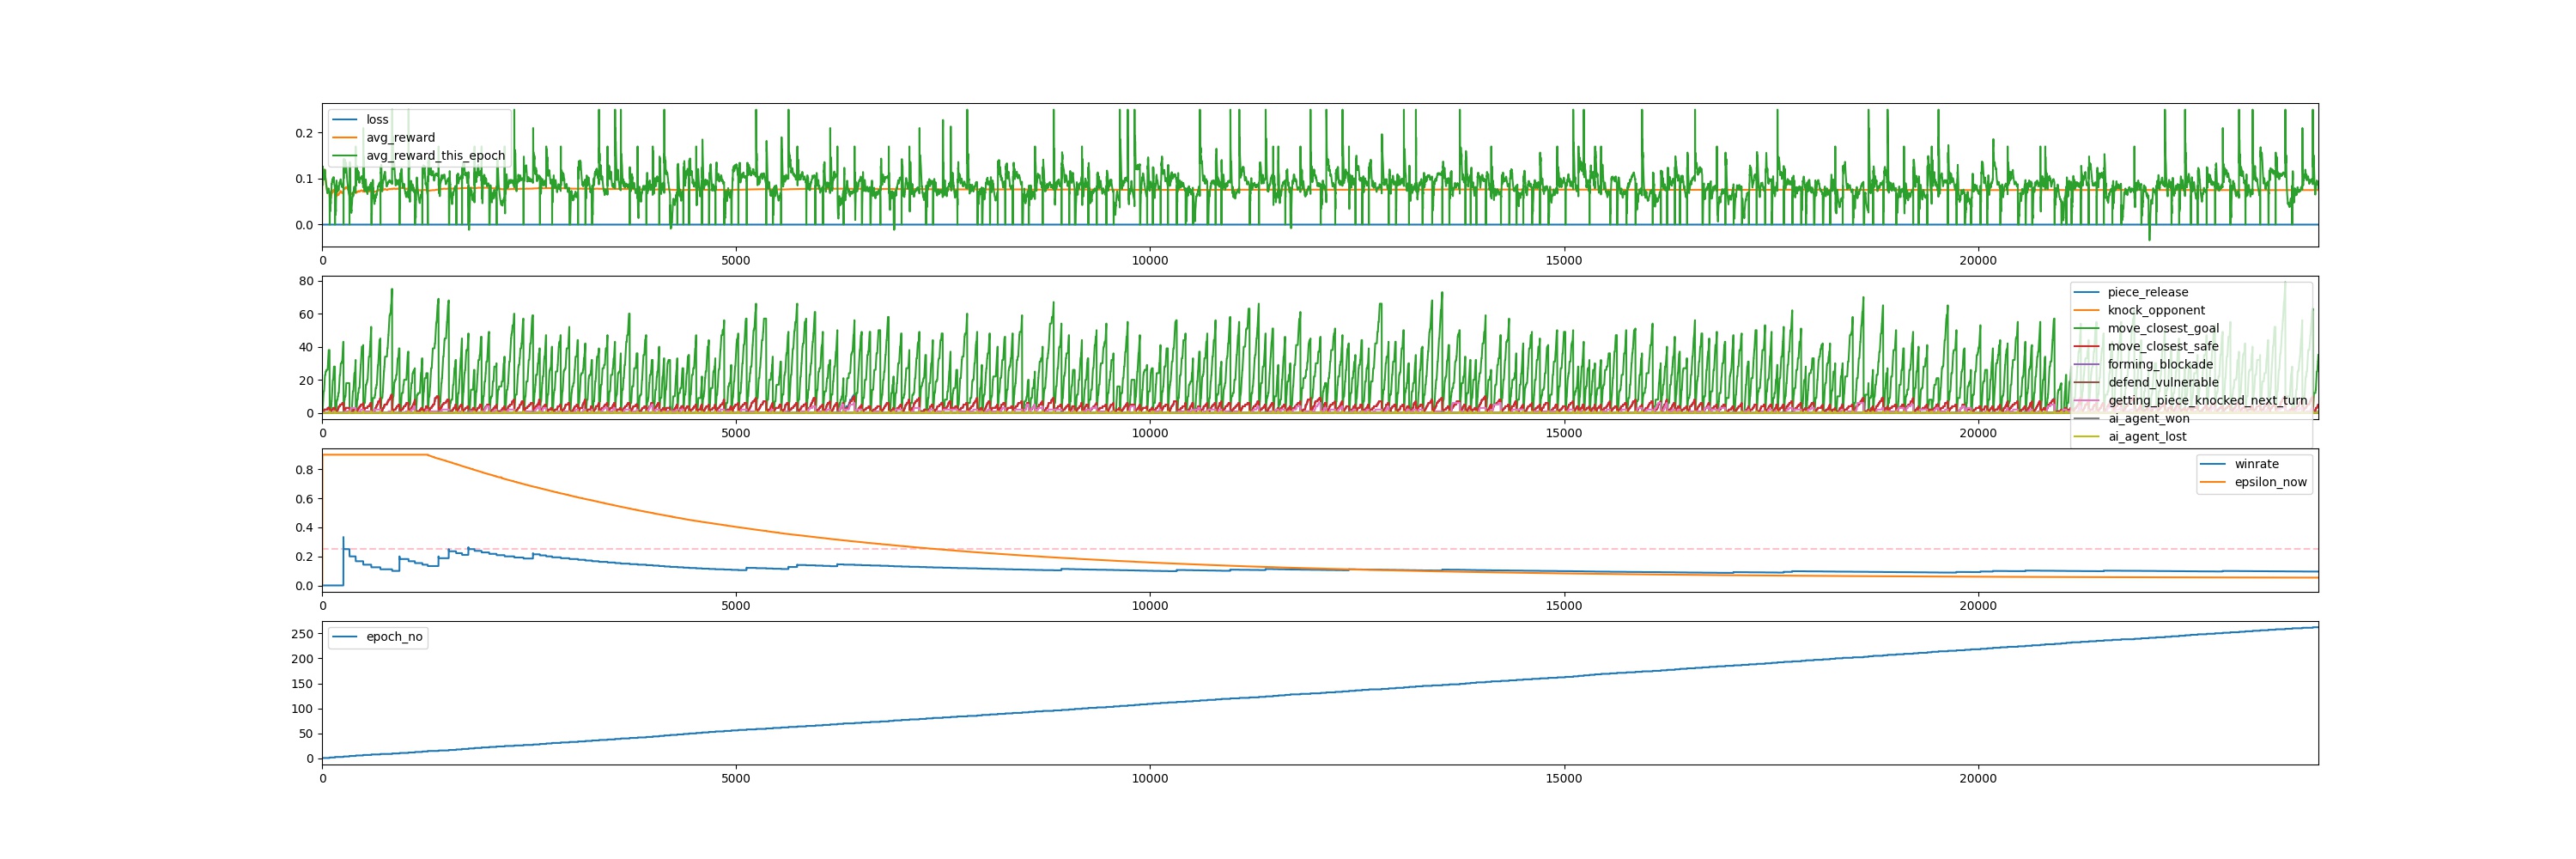 loss
avg_reward
avg_reward_this_epoch
0.2
0.1
0.0
0 5000 10000 15000 20000
piece_release
knock_opponent
move_closest_goal
move_closest_safe
forming_blockade
defend_vulnerable
getting_piece_knocked_next_turn
ai_agent_won
ai_agent_lost
80
60
40
20
0
0 5000 10000 15000 20000
winrate
epsilon_now
0.8
0.6
0.4
0.2
0.0
0 5000 10000 15000 20000
epoch_no
250
200
150
100
50
0
0 5000 10000 15000 20000